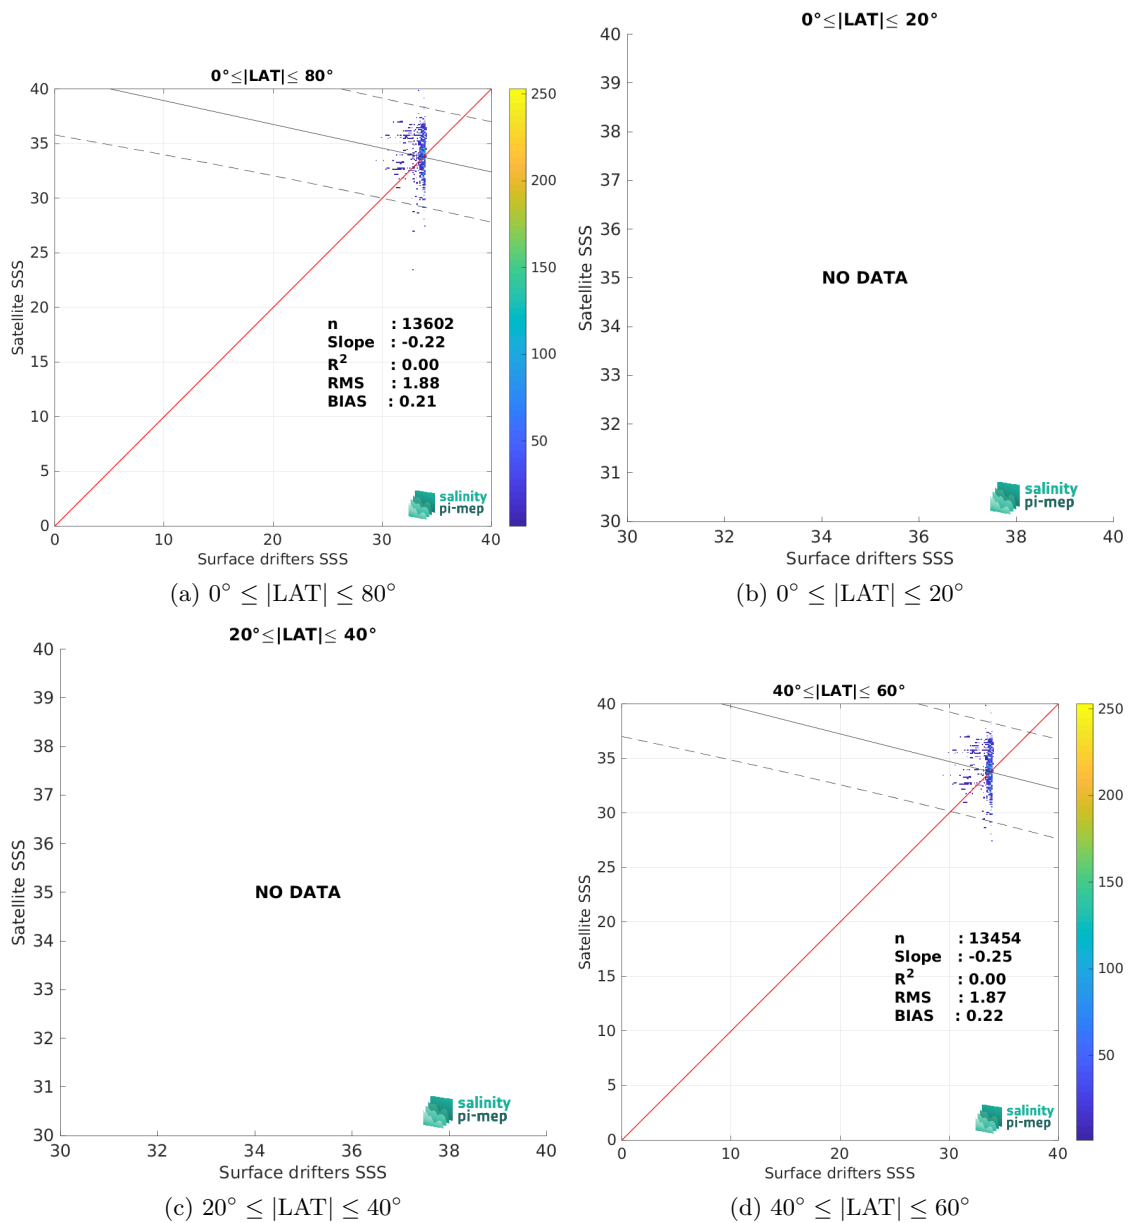 0°≤|LAT|≤ 80°
40
35
30
25
20
15
10
5
0
Satellite SSS
n : 13602
Slope : -0.22
R² : 0.00
RMS : 1.88
BIAS : 0.21
salinity
pi-mep
0 10 20 30 40
Surface drifters SSS
250
200
150
100
50
(a) 0° ≤ |LAT| ≤ 80°
0°≤|LAT|≤ 20°
40
39
38
37
36
35
34
33
32
31
30
Satellite SSS
NO DATA
salinity
pi-mep
30 32 34 36 38 40
Surface drifters SSS
(b) 0° ≤ |LAT| ≤ 20°
20°≤|LAT|≤ 40°
40
39
38
37
36
35
34
33
32
31
30
Satellite SSS
NO DATA
salinity
pi-mep
30 32 34 36 38 40
Surface drifters SSS
(c) 20° ≤ |LAT| ≤ 40°
40°≤|LAT|≤ 60°
40
35
30
25
20
15
10
5
0
Satellite SSS
n : 13454
Slope : -0.25
R² : 0.00
RMS : 1.87
BIAS : 0.22
salinity
pi-mep
0 10 20 30 40
Surface drifters SSS
250
200
150
100
50
(d) 40° ≤ |LAT| ≤ 60°